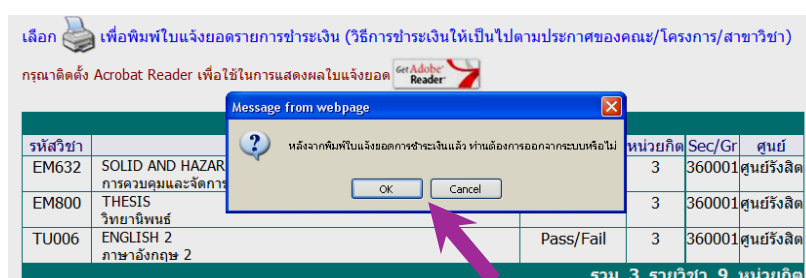 เลือก เพื่อพิมพ์ใบแจ้งยอดรายการชำระเงิน (วิธีการชำระเงินให้เป็นไปตามประกาศของคณะ/โครงการ/สาขาวิชา)
กรุณาติดตั้ง Acrobat Reader เพื่อใช้ในการแสดงผลใบแจ้งยอด Get Adobe Reader
Message from webpage
หลังจากพิมพ์ใบแจ้งยอดการชำระเงินแล้ว ท่านต้องการออกจากระบบหรือไม่
OK Cancel
รหัสวิชา หน่วยกิต Sec/Gr ศูนย์
EM632 SOLID AND HAZAR 3 360001 ศูนย์รังสิต
การควบคุมและจัดการ
EM800 THESIS 3 360001 ศูนย์รังสิต
วิทยานิพนธ์
TU006 ENGLISH 2 Pass/Fail 3 360001 ศูนย์รังสิต
ภาษาอังกฤษ 2
รวม 3 รายวิชา 9 หน่วยกิต